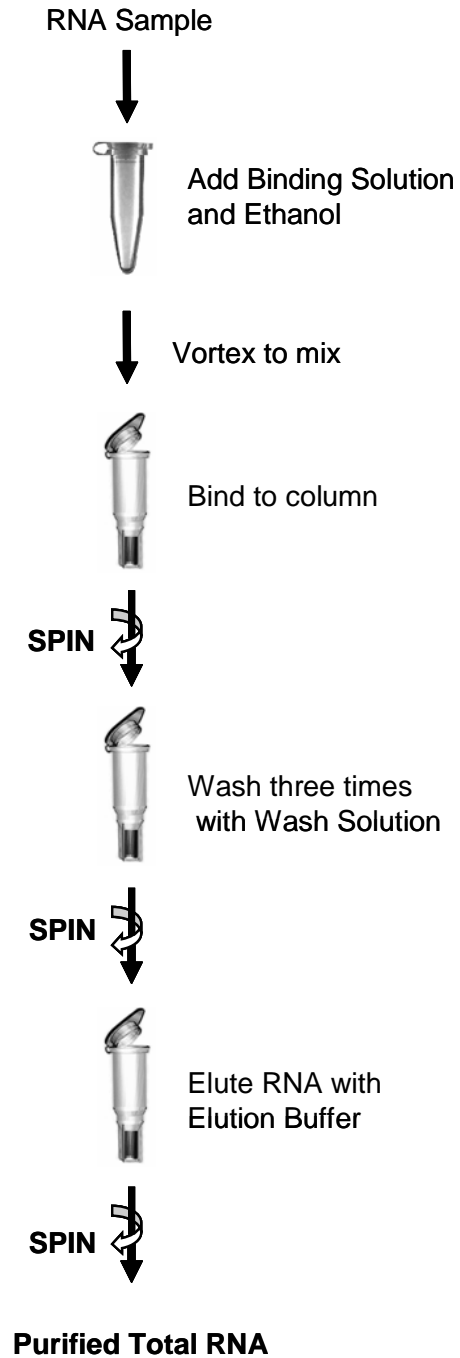 RNA Sample
Add Binding Solution
and Ethanol
Vortex to mix
Bind to column
SPIN
Wash three times
with Wash Solution
SPIN
Elute RNA with
Elution Buffer
SPIN
Purified Total RNA